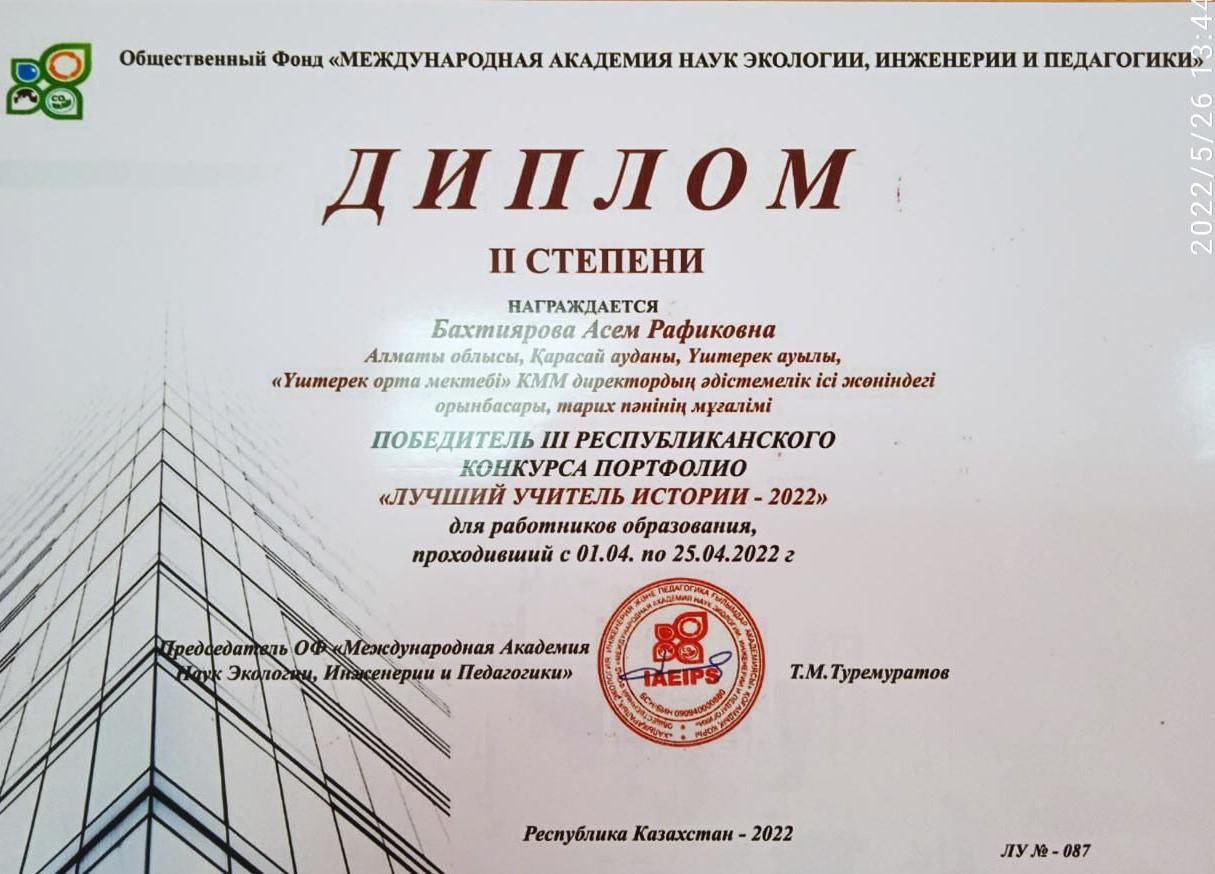 Общественный Фонд «МЕЖДУНАРОДНАЯ АКАДЕМИЯ НАУК ЭКОЛОГИИ, ИНЖЕНЕРИИ И ПЕДАГОГИКИ»
ДИПЛОМ
II СТЕПЕНИ
НАГРАЖДАЕТСЯ
Бахтиярова Асем Рафиковна
Алматы облысы, Қарасай ауданы, Үштерек ауылы,
«Үштерек орта мектебі» КММ директордың әдістемелік ісі жөніндегі
орынбасары, тарих пәнінің мұғалімі
ПОБЕДИТЕЛЬ III РЕСПУБЛИКАНСКОГО
КОНКУРСА ПОРТФОЛИО
«ЛУЧШИЙ УЧИТЕЛЬ ИСТОРИИ - 2022»
для работников образования,
проходивший с 01.04. по 25.04.2022 г
Председатель ОФ «Международная Академия
Наук Экологии, Инженерии и Педагогики»
IAEIPS
Т.М.Туремуратов
Республика Казахстан - 2022
ЛУ № - 087
2022/5/26 13:44